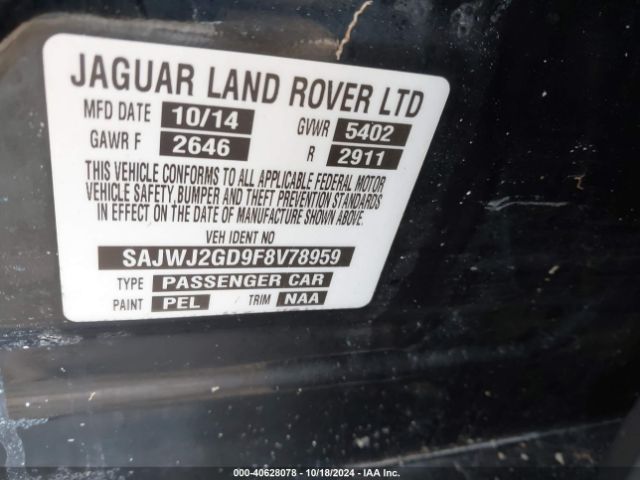 JAGUAR LAND ROVER LTD
MFD DATE 10/14 GVWR 5402
GAWR F 2646 R 2911
THIS VEHICLE CONFORMS TO ALL APPLICABLE FEDERAL MOTOR
VEHICLE SAFETY, BUMPER AND THEFT PREVENTION STANDARDS
IN EFFECT ON THE DATE OF MANUFACTURE SHOWN ABOVE.
VEH IDENT NO
SAJWJ2GD9F8V78959
TYPE PASSENGER CAR
PAINT PEL TRIM NAA
000-40628078 | 10/18/2024 | IAA Inc.